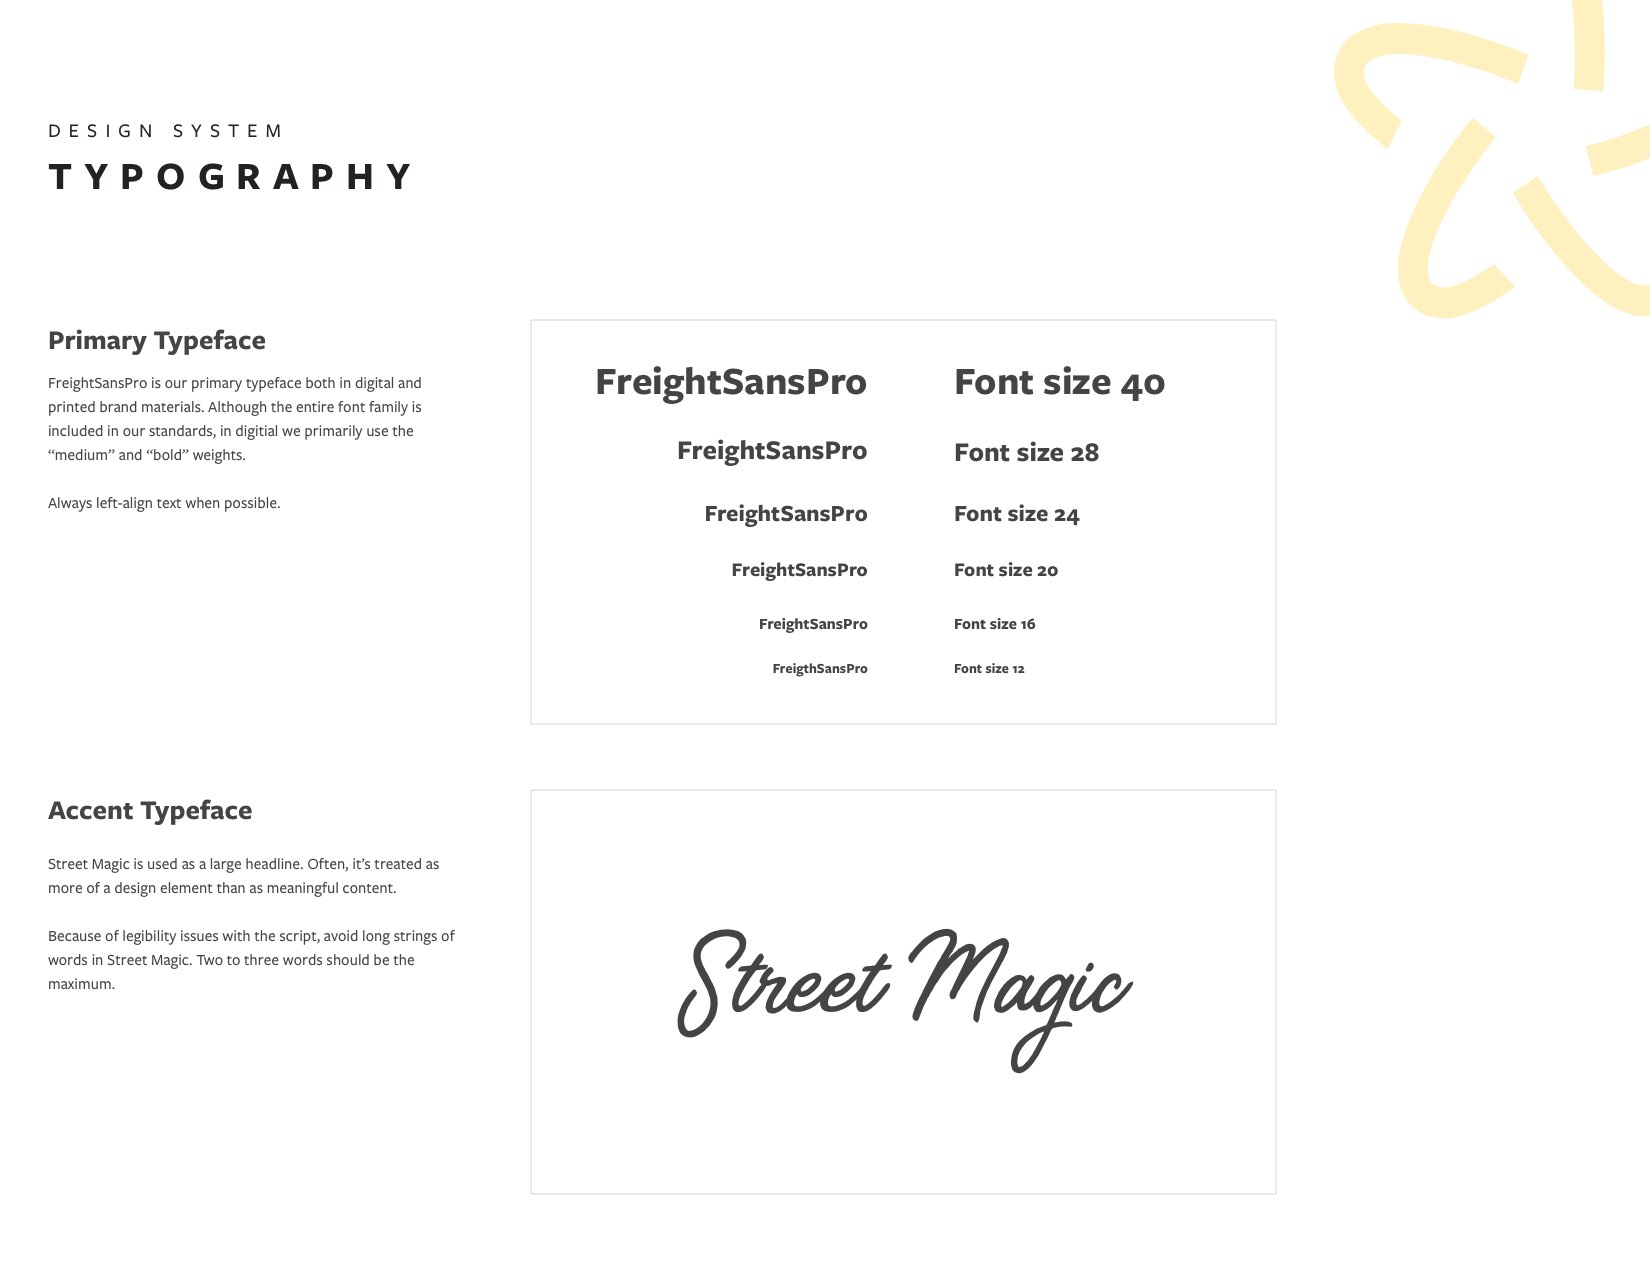 DESIGN SYSTEM
TYPOGRAPHY
Primary Typeface
FreightSansPro is our primary typeface both in digital and
printed brand materials. Although the entire font family is
included in our standards, in digitial we primarily use the
“medium” and “bold” weights.
Always left-align text when possible.
FreightSansPro Font size 40
FreightSansPro Font size 28
FreightSansPro Font size 24
FreightSansPro Font size 20
FreightSansPro Font size 16
FreigthSansPro Font size 12
Accent Typeface
Street Magic is used as a large headline. Often, it’s treated as
more of a design element than as meaningful content.
Because of legibility issues with the script, avoid long strings of
words in Street Magic. Two to three words should be the
maximum.
Street Magic